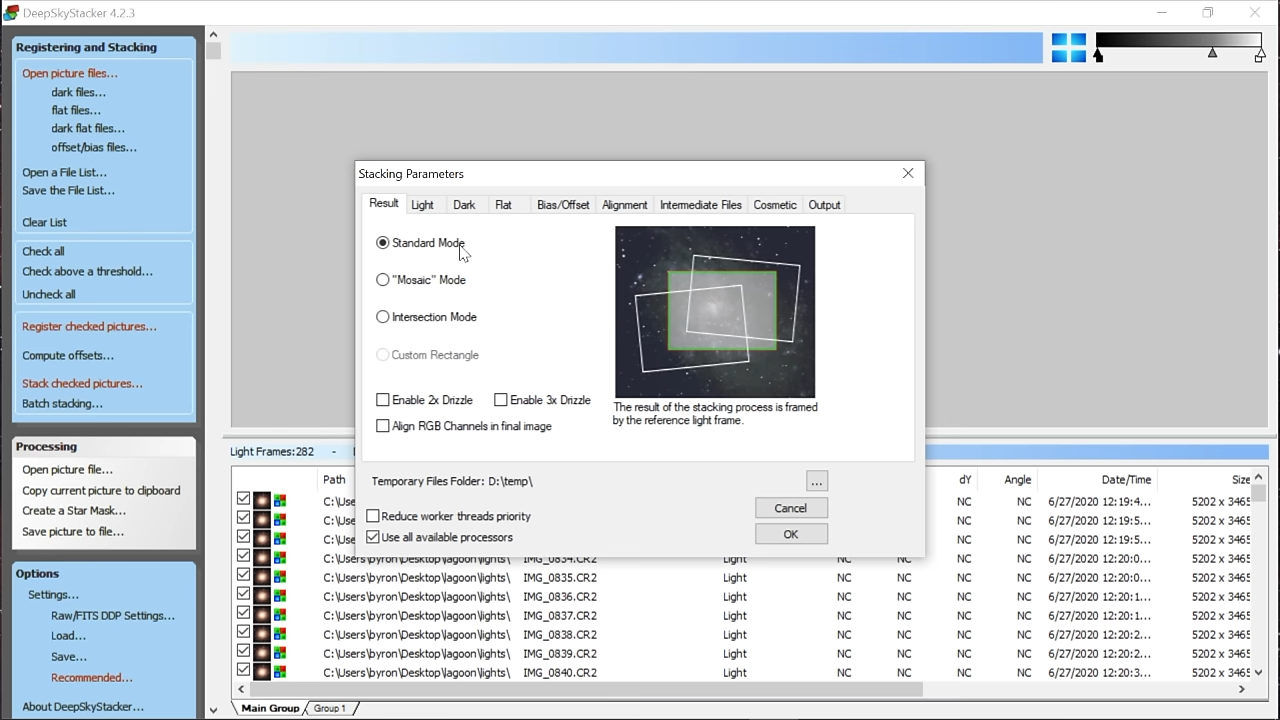 DeepSkyStacker 4.2.3
Registering and Stacking
Open picture files...
dark files...
flat files...
dark flat files...
offset/bias files...
Open a File List...
Save the File List...
Clear List
Check all
Check above a threshold...
Uncheck all
Register checked pictures...
Compute offsets...
Stack checked pictures...
Batch stacking...
Processing
Open picture file...
Copy current picture to clipboard
Create a Star Mask...
Save picture to file...
Options
Settings...
Raw/FITS DDP Settings...
Load...
Save...
Recommended...
About DeepSkyStacker...
Stacking Parameters
Result Light Dark Flat Bias/Offset Alignment Intermediate Files Cosmetic Output
Standard Mode
"Mosaic" Mode
Intersection Mode
Custom Rectangle
Enable 2x Drizzle Enable 3x Drizzle
Align RGB Channels in final image
The result of the stacking process is framed
by the reference light frame.
Temporary Files Folder: D:\temp\
...
Reduce worker threads priority
Use all available processors
Cancel
OK
Light Frames:282 -
Path dY Angle Date/Time Size
C:\Use NC NC 6/27/2020 12:19:4... 5202 x 3465
C:\Use NC NC 6/27/2020 12:19:5... 5202 x 3465
C:\Use NC NC 6/27/2020 12:19:5... 5202 x 3465
C:\Users\byron\Desktop\lagoon\lights\ IMG_0834.CR2 Light NC NC NC 6/27/2020 12:20:0... 5202 x 3465
C:\Users\byron\Desktop\lagoon\lights\ IMG_0835.CR2 Light NC NC NC 6/27/2020 12:20:0... 5202 x 3465
C:\Users\byron\Desktop\lagoon\lights\ IMG_0836.CR2 Light NC NC NC 6/27/2020 12:20:0... 5202 x 3465
C:\Users\byron\Desktop\lagoon\lights\ IMG_0837.CR2 Light NC NC NC 6/27/2020 12:20:1... 5202 x 3465
C:\Users\byron\Desktop\lagoon\lights\ IMG_0838.CR2 Light NC NC NC 6/27/2020 12:20:2... 5202 x 3465
C:\Users\byron\Desktop\lagoon\lights\ IMG_0839.CR2 Light NC NC NC 6/27/2020 12:20:2... 5202 x 3465
C:\Users\byron\Desktop\lagoon\lights\ IMG_0840.CR2 Light NC NC NC 6/27/2020 12:20:3... 5202 x 3465
Main Group Group 1